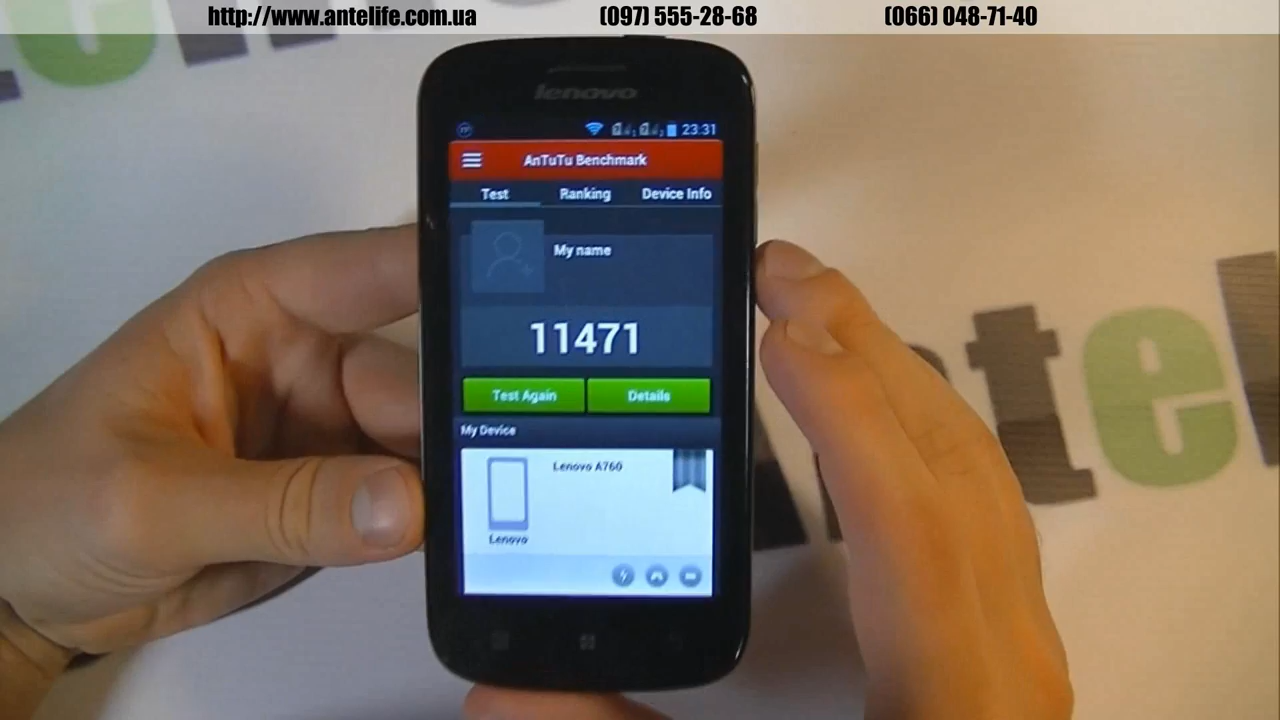 http://www.antelife.com.ua (097) 555-28-68 (066) 048-71-40
lenovo
23:31
AnTuTu Benchmark
Test Ranking Device Info
My name
11471
Test Again Details
My Device
Lenovo A760
Lenovo
Antel